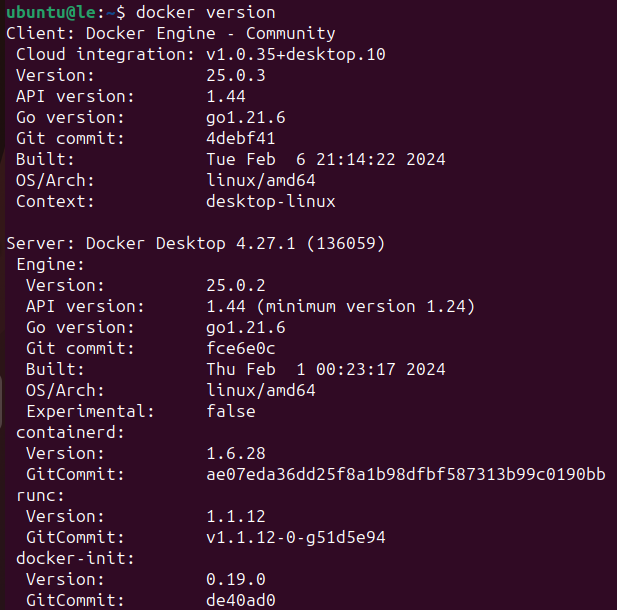 ubuntu@le:~$ docker version
Client: Docker Engine - Community
 Cloud integration: v1.0.35+desktop.10
 Version:           25.0.3
 API version:       1.44
 Go version:        go1.21.6
 Git commit:        4debf41
 Built:             Tue Feb  6 21:14:22 2024
 OS/Arch:           linux/amd64
 Context:           desktop-linux

Server: Docker Desktop 4.27.1 (136059)
 Engine:
  Version:          25.0.2
  API version:      1.44 (minimum version 1.24)
  Go version:       go1.21.6
  Git commit:       fce6e0c
  Built:            Thu Feb  1 00:23:17 2024
  OS/Arch:          linux/amd64
  Experimental:     false
 containerd:
  Version:          1.6.28
  GitCommit:        ae07eda36dd25f8a1b98dfbf587313b99c0190bb
 runc:
  Version:          1.1.12
  GitCommit:        v1.1.12-0-g51d5e94
 docker-init:
  Version:          0.19.0
  GitCommit:        de40ad0